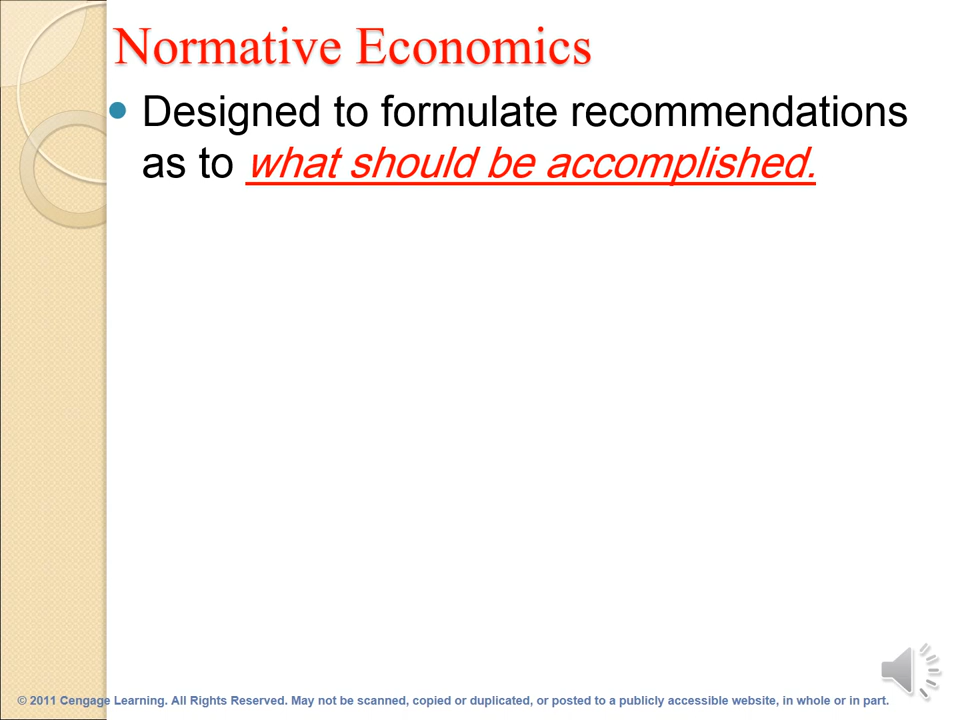 Normative Economics
Designed to formulate recommendations
as to what should be accomplished.
© 2011 Cengage Learning. All Rights Reserved. May not be scanned, copied or duplicated, or posted to a publicly accessible website, in whole or in part.